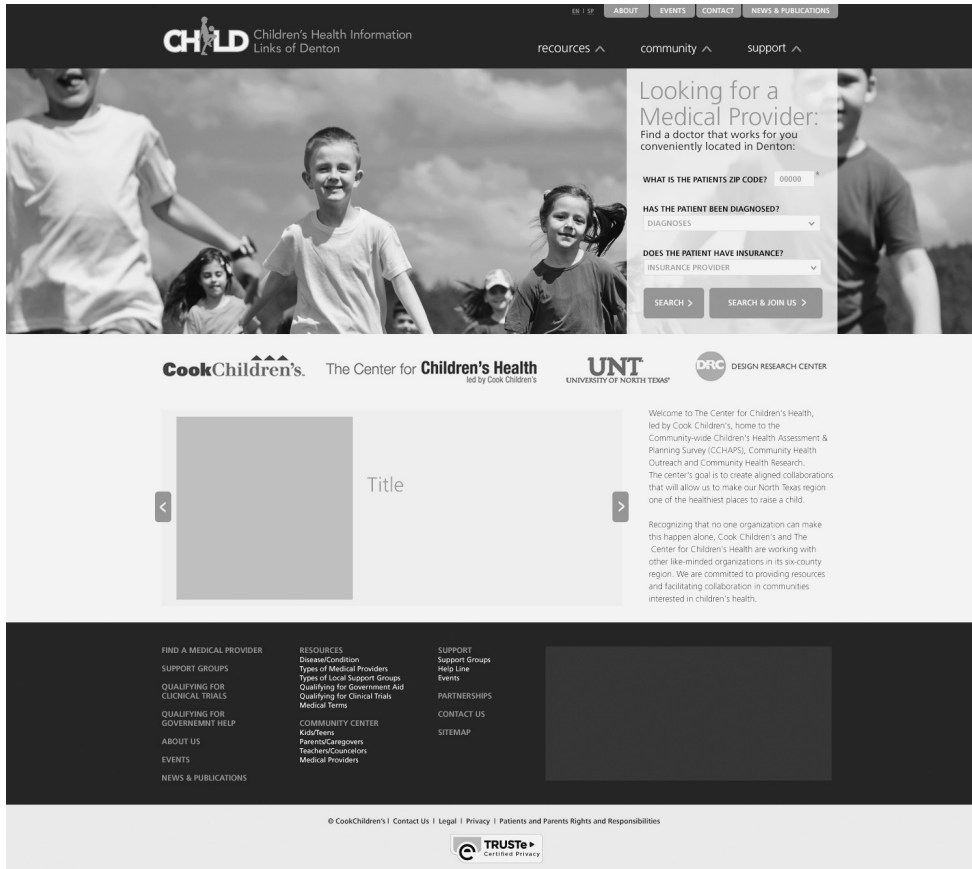 EN | SP
ABOUT
EVENTS
CONTACT
NEWS & PUBLICATIONS
CHILD
Children's Health Information
Links of Denton
recources
community
support
Looking for a
Medical Provider:
Find a doctor that works for you
conveniently located in Denton:
WHAT IS THE PATIENTS ZIP CODE? 00000 *
HAS THE PATIENT BEEN DIAGNOSED?
DIAGNOSES
DOES THE PATIENT HAVE INSURANCE?
INSURANCE PROVIDER
SEARCH >
SEARCH & JOIN US >
CookChildren's.
The Center for Children's Health
led by Cook Children's
UNT
UNIVERSITY OF NORTH TEXAS
DRC
DESIGN RESEARCH CENTER
<
Title
>
Welcome to The Center for Children's Health,
led by Cook Children's, home to the
Community-wide Children's Health Assessment &
Planning Survey (CCHAPS), Community Health
Outreach and Community Health Research.
The center's goal is to create aligned collaborations
that will allow us to make our North Texas region
one of the healthiest places to raise a child.
Recognizing that no one organization can make
this happen alone, Cook Children's and The
Center for Children's Health are working with
other like-minded organizations in its six-county
region. We are committed to providing resources
and facilitating collaboration in communities
interested in children's health.
FIND A MEDICAL PROVIDER
SUPPORT GROUPS
QUALIFYING FOR
CLICNICAL TRIALS
QUALIFYING FOR
GOVERNEMNT HELP
ABOUT US
EVENTS
NEWS & PUBLICATIONS
RESOURCES
Disease/Condition
Types of Medical Providers
Types of Local Support Groups
Qualifying for Government Aid
Qualifying for Clinical Trials
Medical Terms
COMMUNITY CENTER
Kids/Teens
Parents/Caregovers
Teachers/Councelors
Medical Providers
SUPPORT
Support Groups
Help Line
Events
PARTNERSHIPS
CONTACT US
SITEMAP
© CookChildren's | Contact Us | Legal | Privacy | Patients and Parents Rights and Responsibilities
TRUSTe
Certified Privacy